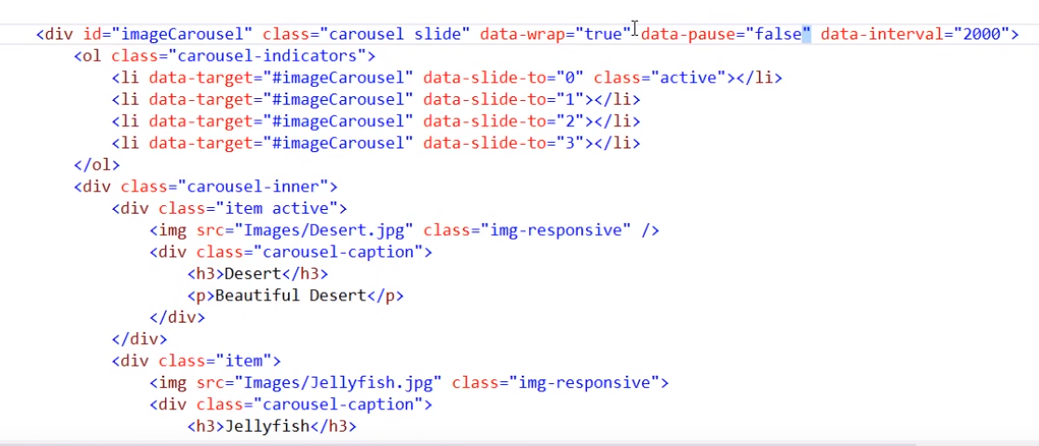 <div id="imageCarousel" class="carousel slide" data-wrap="true" data-pause="false" data-interval="2000">
<ol class="carousel-indicators">
<li data-target="#imageCarousel" data-slide-to="0" class="active"></li>
<li data-target="#imageCarousel" data-slide-to="1"></li>
<li data-target="#imageCarousel" data-slide-to="2"></li>
<li data-target="#imageCarousel" data-slide-to="3"></li>
</ol>
<div class="carousel-inner">
<div class="item active">
<img src="Images/Desert.jpg" class="img-responsive" />
<div class="carousel-caption">
<h3>Desert</h3>
<p>Beautiful Desert</p>
</div>
</div>
<div class="item">
<img src="Images/Jellyfish.jpg" class="img-responsive">
<div class="carousel-caption">
<h3>Jellyfish</h3>